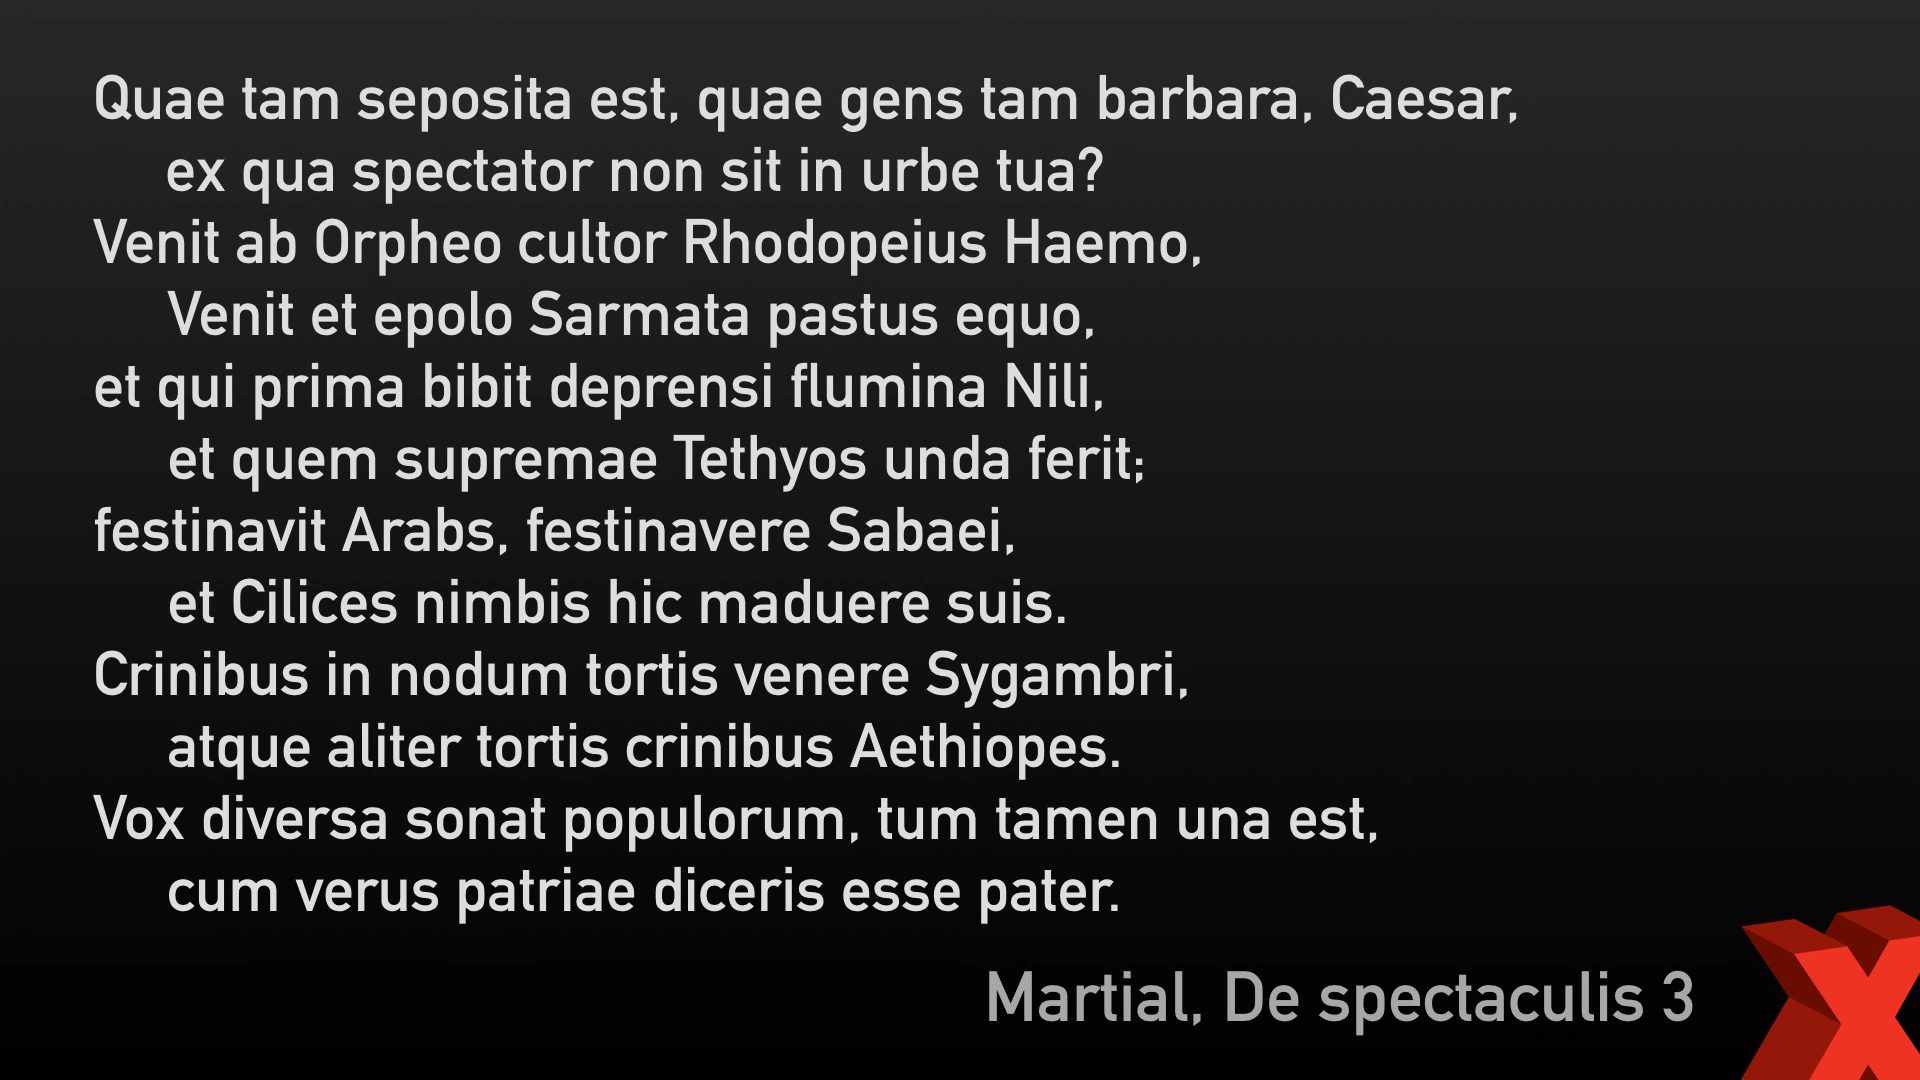 Quae tam seposita est, quae gens tam barbara, Caesar,
ex qua spectator non sit in urbe tua?
Venit ab Orpheo cultor Rhodopeius Haemo,
Venit et epolo Sarmata pastus equo,
et qui prima bibit deprensi flumina Nili,
et quem supremae Tethyos unda ferit;
festinavit Arabs, festinavere Sabaei,
et Cilices nimbis hic maduere suis.
Crinibus in nodum tortis venere Sygambri,
atque aliter tortis crinibus Aethiopes.
Vox diversa sonat populorum, tum tamen una est,
cum verus patriae diceris esse pater.
Martial, De spectaculis 3
X